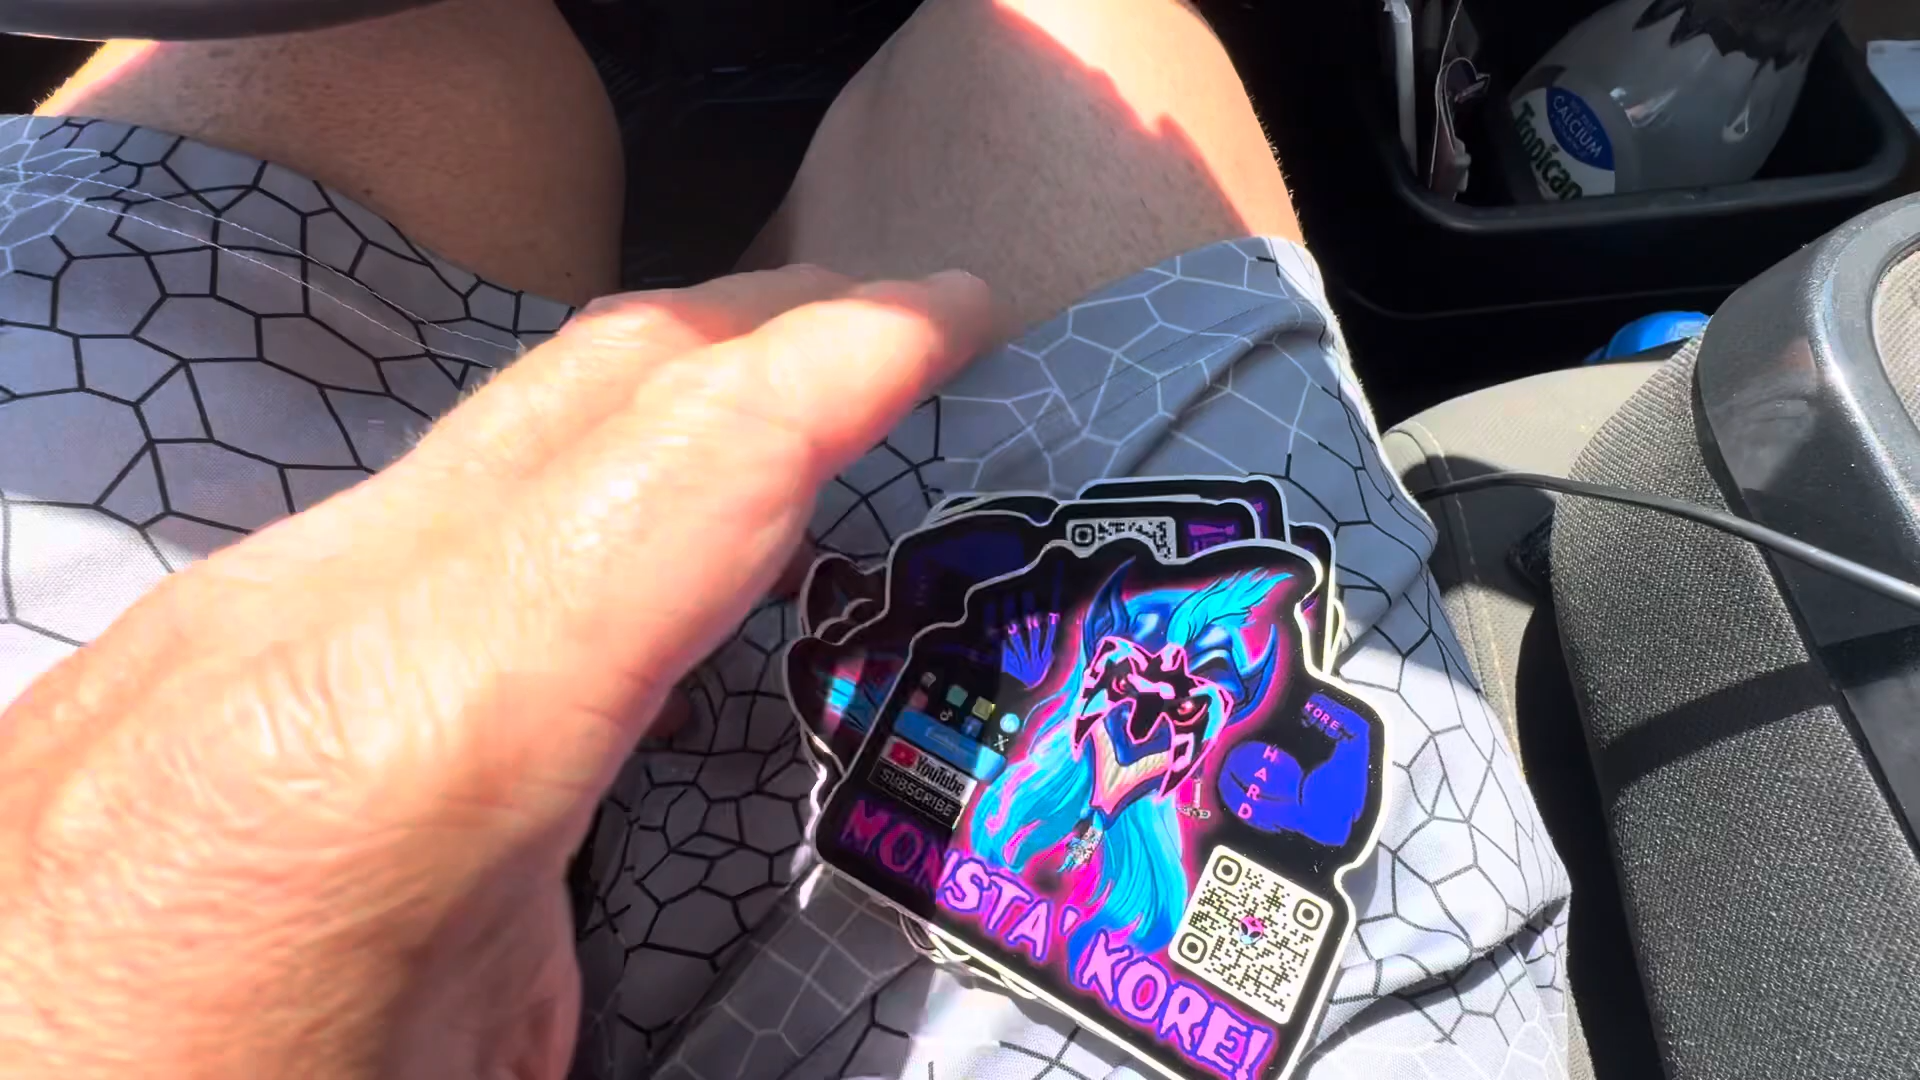 CALCIUM
Tropican
KORE
HARD
YouTube
SUBSCRIBE
MONSTA' KORE!